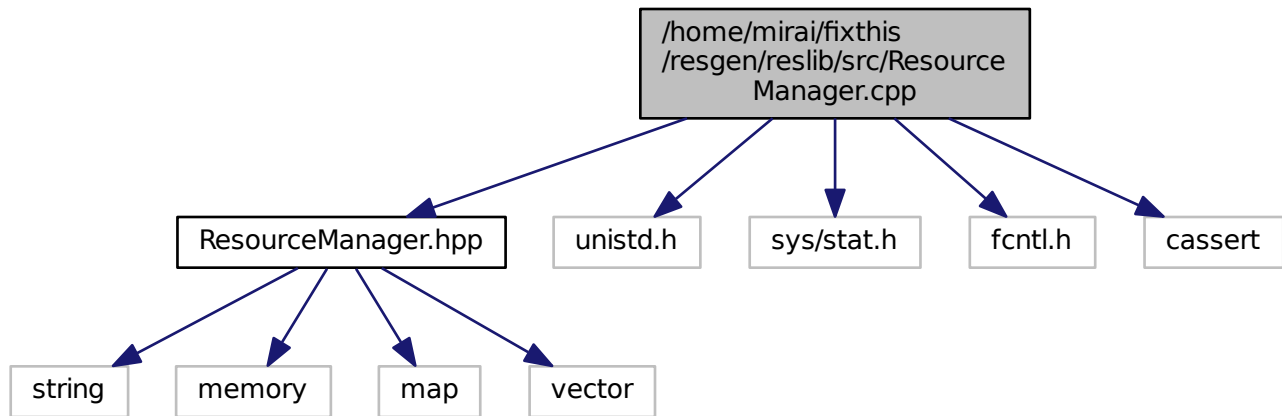 /home/mirai/fixthis
/resgen/reslib/src/Resource
Manager.cpp
ResourceManager.hpp
unistd.h
sys/stat.h
fcntl.h
cassert
string
memory
map
vector